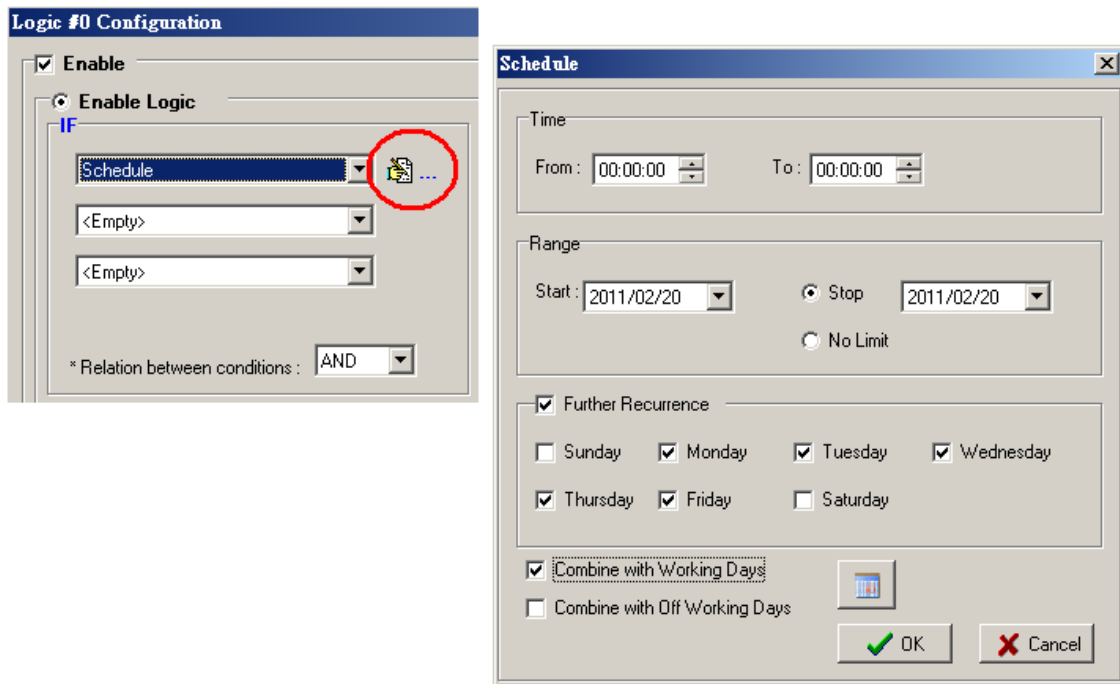 Logic #0 Configuration
Enable
Enable Logic
IF
Schedule
...
<Empty>
<Empty>
* Relation between conditions : AND
Schedule
Time
From : 00:00:00 To : 00:00:00
Range
Start : 2011/02/20 Stop 2011/02/20
No Limit
Further Recurrence
Sunday Monday Tuesday Wednesday
Thursday Friday Saturday
Combine with Working Days
Combine with Off Working Days
OK Cancel